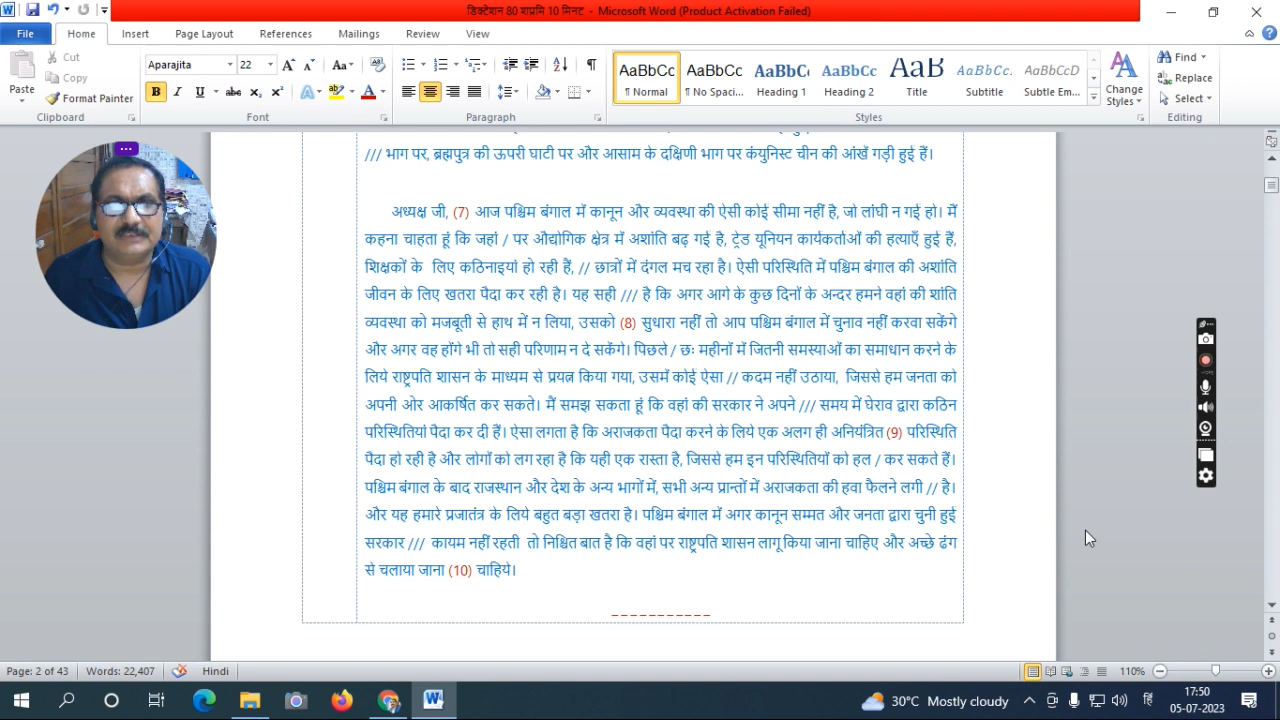 डिक्टेशन 80 शप्रमि 10 मिनट - Microsoft Word (Product Activation Failed)
File Home Insert Page Layout References Mailings Review View
Cut
Copy
Format Painter
Paste
Clipboard
Aparajita 22
Font
Paragraph
AaBbCc ¶ Normal
AaBbCc ¶ No Spaci...
AaBbCc Heading 1
AaBbCc Heading 2
AaB Title
AaBbCc. Subtitle
AaBbCcD Subtle Em...
Change Styles
Styles
Find
Replace
Select
Editing
/// भाग पर, ब्रह्मपुत्र की ऊपरी घाटी पर और आसाम के दक्षिणी भाग पर कंयुनिस्ट चीन की आंखें गड़ी हुई हैं।
अध्यक्ष जी, (7) आज पश्चिम बंगाल में कानून और व्यवस्था की ऐसी कोई सीमा नहीं है, जो लांघी न गई हो। मैं
कहना चाहता हूं कि जहां / पर औद्योगिक क्षेत्र में अशांति बढ़ गई है, ट्रेड यूनियन कार्यकर्ताओं की हत्याएँ हुई हैं,
शिक्षकों के लिए कठिनाइयां हो रही हैं, // छात्रों में दंगल मच रहा है। ऐसी परिस्थिति में पश्चिम बंगाल की अशांति
जीवन के लिए खतरा पैदा कर रही है। यह सही /// है कि अगर आगे के कुछ दिनों के अन्दर हमने वहां की शांति
व्यवस्था को मजबूती से हाथ में न लिया, उसको (8) सुधारा नहीं तो आप पश्चिम बंगाल में चुनाव नहीं करवा सकेंगे
और अगर वह होंगे भी तो सही परिणाम न दे सकेंगे। पिछले / छः महीनों में जितनी समस्याओं का समाधान करने के
लिये राष्ट्रपति शासन के माध्यम से प्रयत्न किया गया, उसमें कोई ऐसा // कदम नहीं उठाया, जिससे हम जनता को
अपनी ओर आकर्षित कर सकते। मैं समझ सकता हूं कि वहां की सरकार ने अपने /// समय में घेराव द्वारा कठिन
परिस्थितियां पैदा कर दी हैं। ऐसा लगता है कि अराजकता पैदा करने के लिये एक अलग ही अनियंत्रित (9) परिस्थिति
पैदा हो रही है और लोगों को लग रहा है कि यही एक रास्ता है, जिससे हम इन परिस्थितियों को हल / कर सकते हैं।
पश्चिम बंगाल के बाद राजस्थान और देश के अन्य भागों में, सभी अन्य प्रान्तों में अराजकता की हवा फैलने लगी // है।
और यह हमारे प्रजातंत्र के लिये बहुत बड़ा खतरा है। पश्चिम बंगाल में अगर कानून सम्मत और जनता द्वारा चुनी हुई
सरकार /// कायम नहीं रहती तो निश्चित बात है कि वहां पर राष्ट्रपति शासन लागू किया जाना चाहिए और अच्छे ढंग
से चलाया जाना (10) चाहिये।
-----------
Page: 2 of 43 Words: 22,407 Hindi 110%
30°C Mostly cloudy
हिं
17:50
05-07-2023